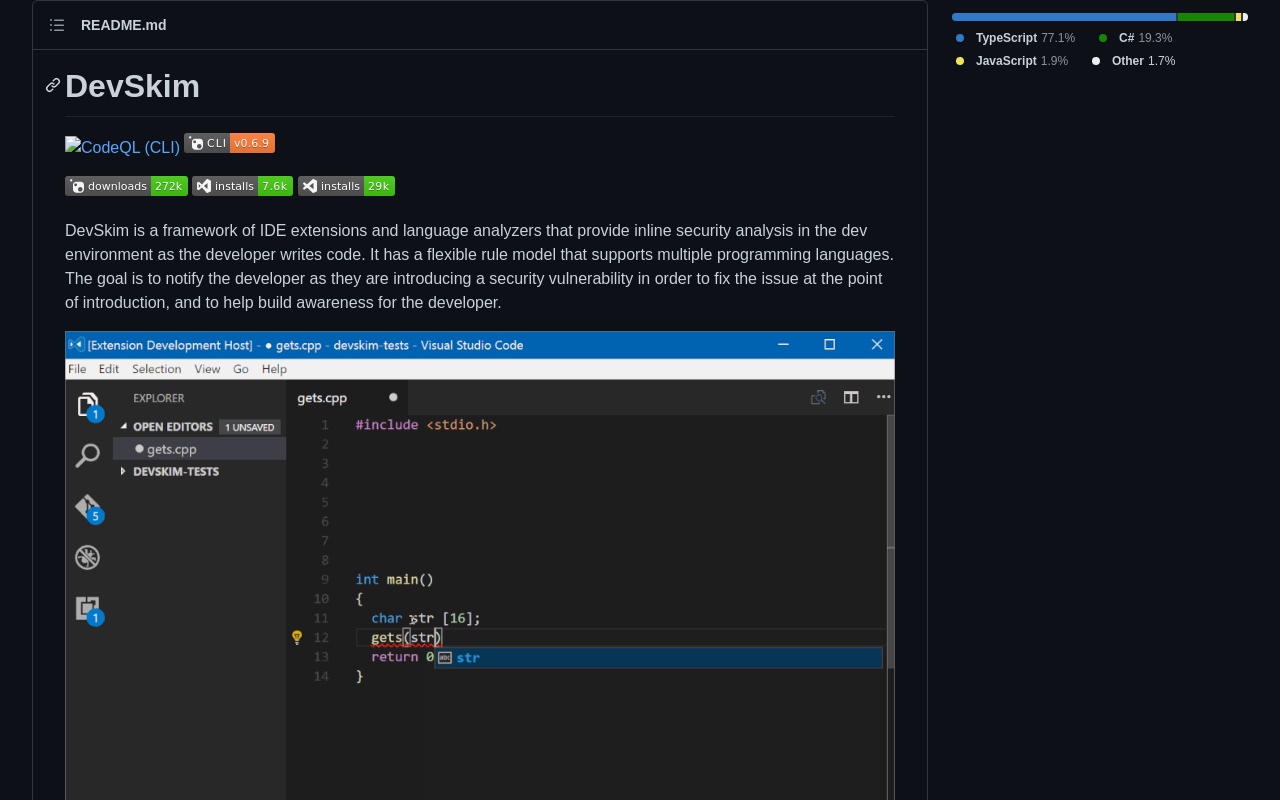 README.md
TypeScript 77.1%
C# 19.3%
JavaScript 1.9%
Other 1.7%
DevSkim
CodeQL (CLI)
CLI v0.6.9
downloads 272k
installs 7.6k
installs 29k
DevSkim is a framework of IDE extensions and language analyzers that provide inline security analysis in the dev
environment as the developer writes code. It has a flexible rule model that supports multiple programming languages.
The goal is to notify the developer as they are introducing a security vulnerability in order to fix the issue at the point
of introduction, and to help build awareness for the developer.
[Extension Development Host] - ● gets.cpp - devskim-tests - Visual Studio Code
File Edit Selection View Go Help
EXPLORER
OPEN EDITORS 1 UNSAVED
gets.cpp
DEVSKIM-TESTS
1
5
1
gets.cpp
1 #include <stdio.h>
2
3
4
5
6
7
8
9 int main()
10 {
11 char str [16];
12 gets(str)
13 return 0 abc str
14 }